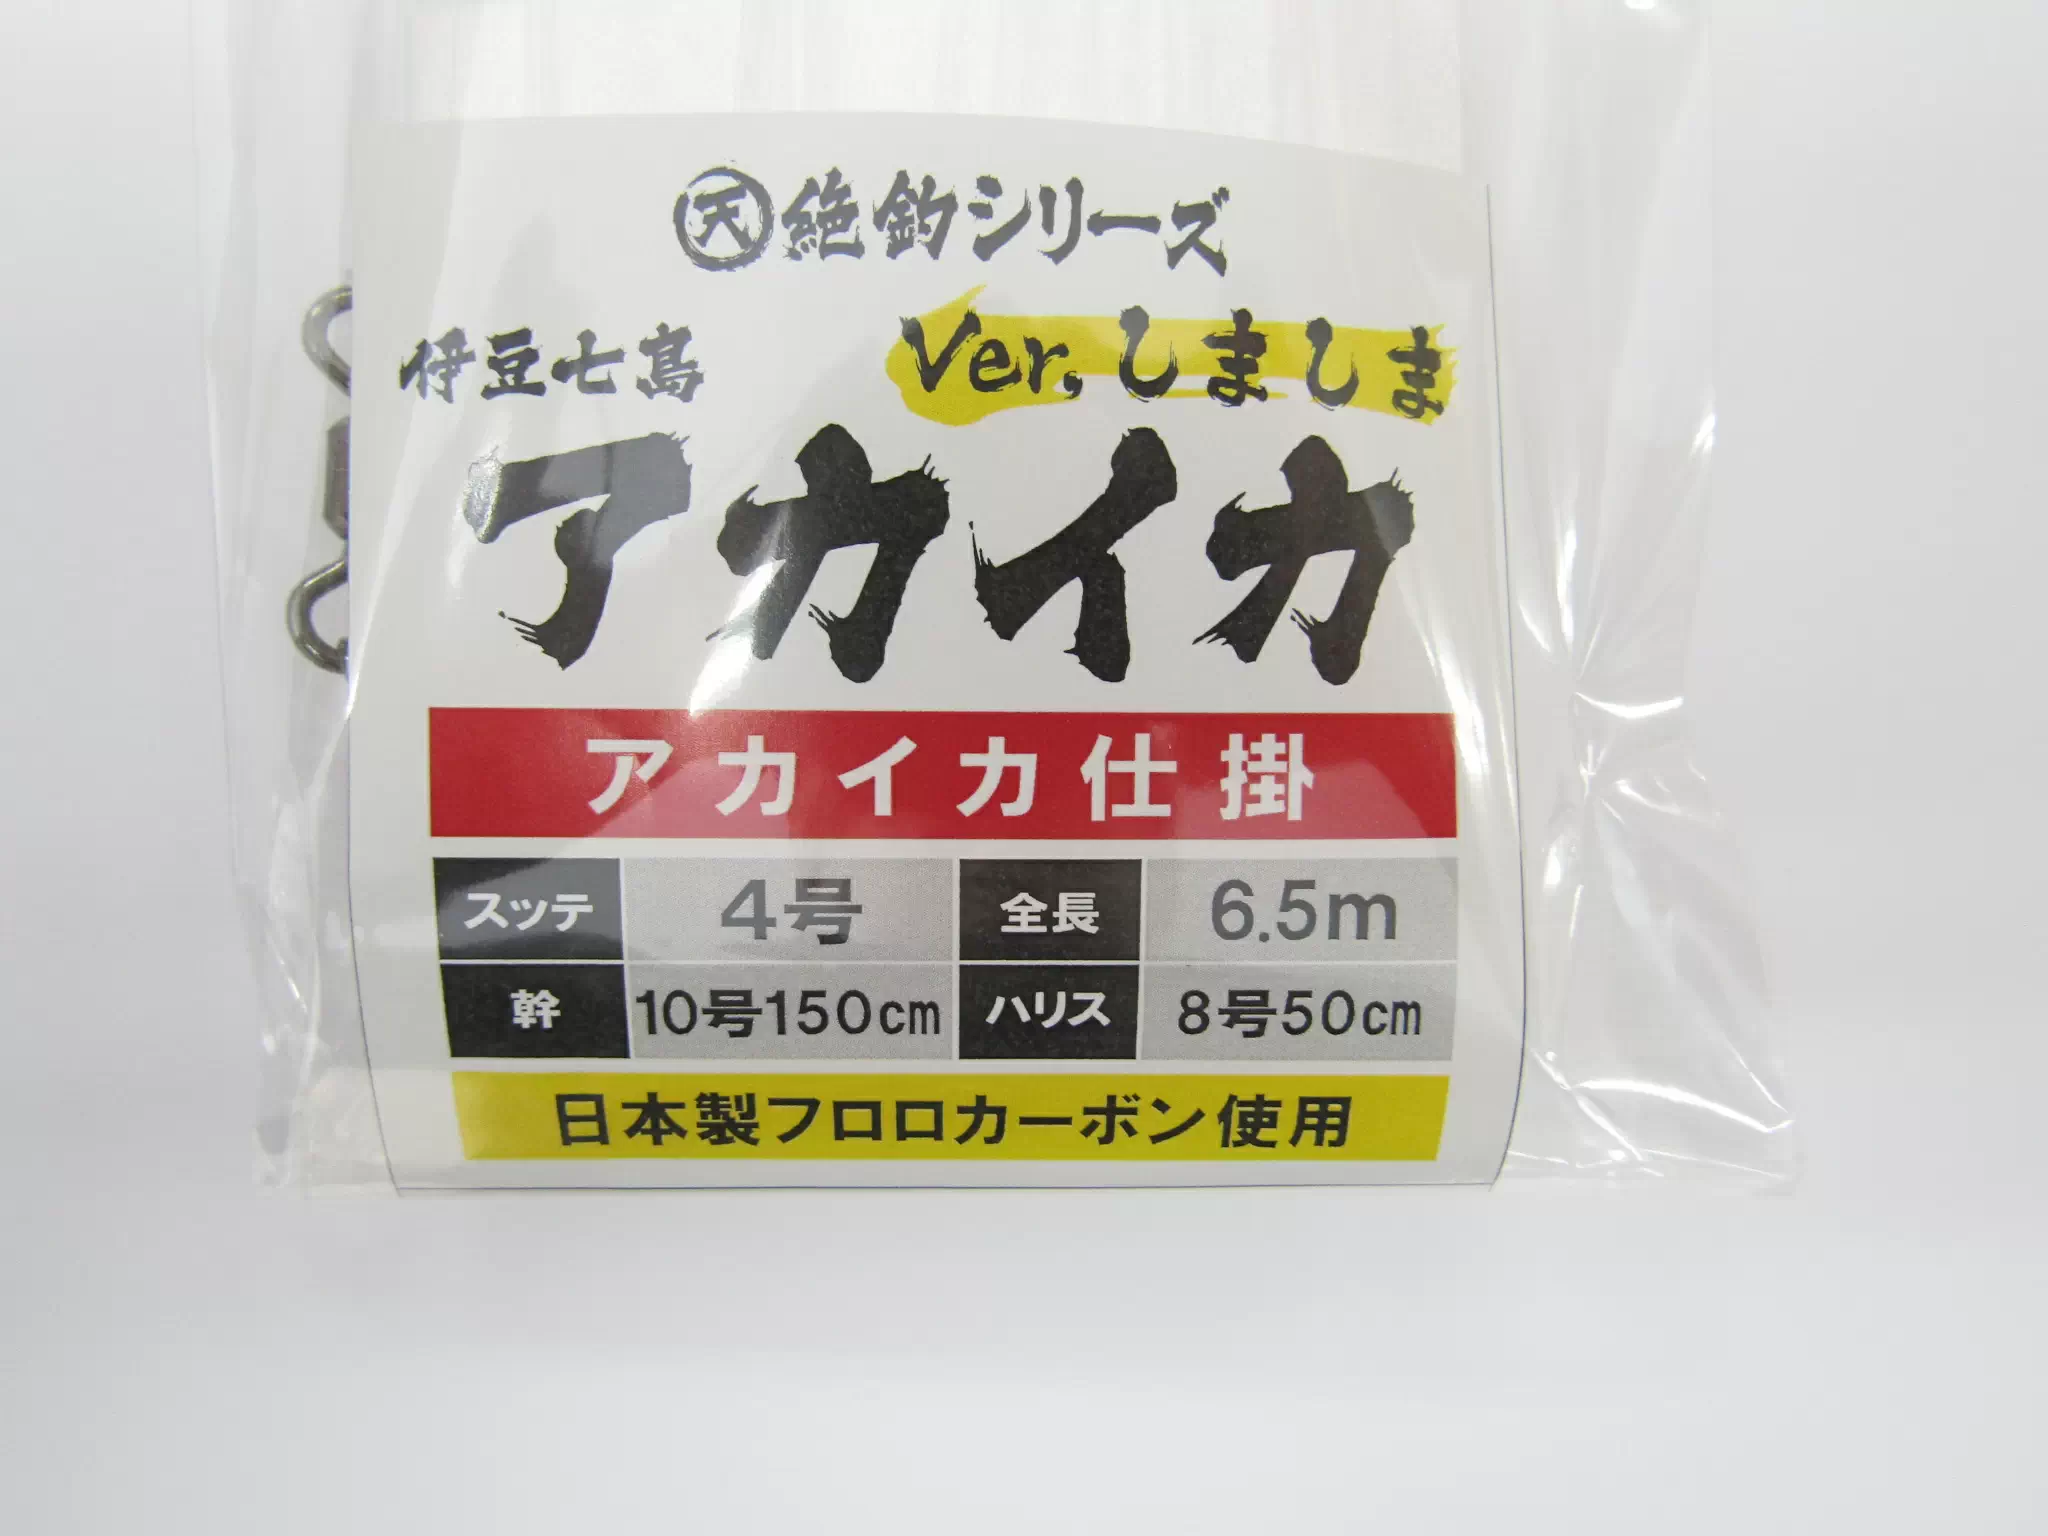 天 絶釣シリーズ
伊豆七島 Ver,しましま
アカイカ
アカイカ仕掛
スッテ 4号 全長 6.5m
幹 10号150cm ハリス 8号50cm
日本製フロロカーボン使用